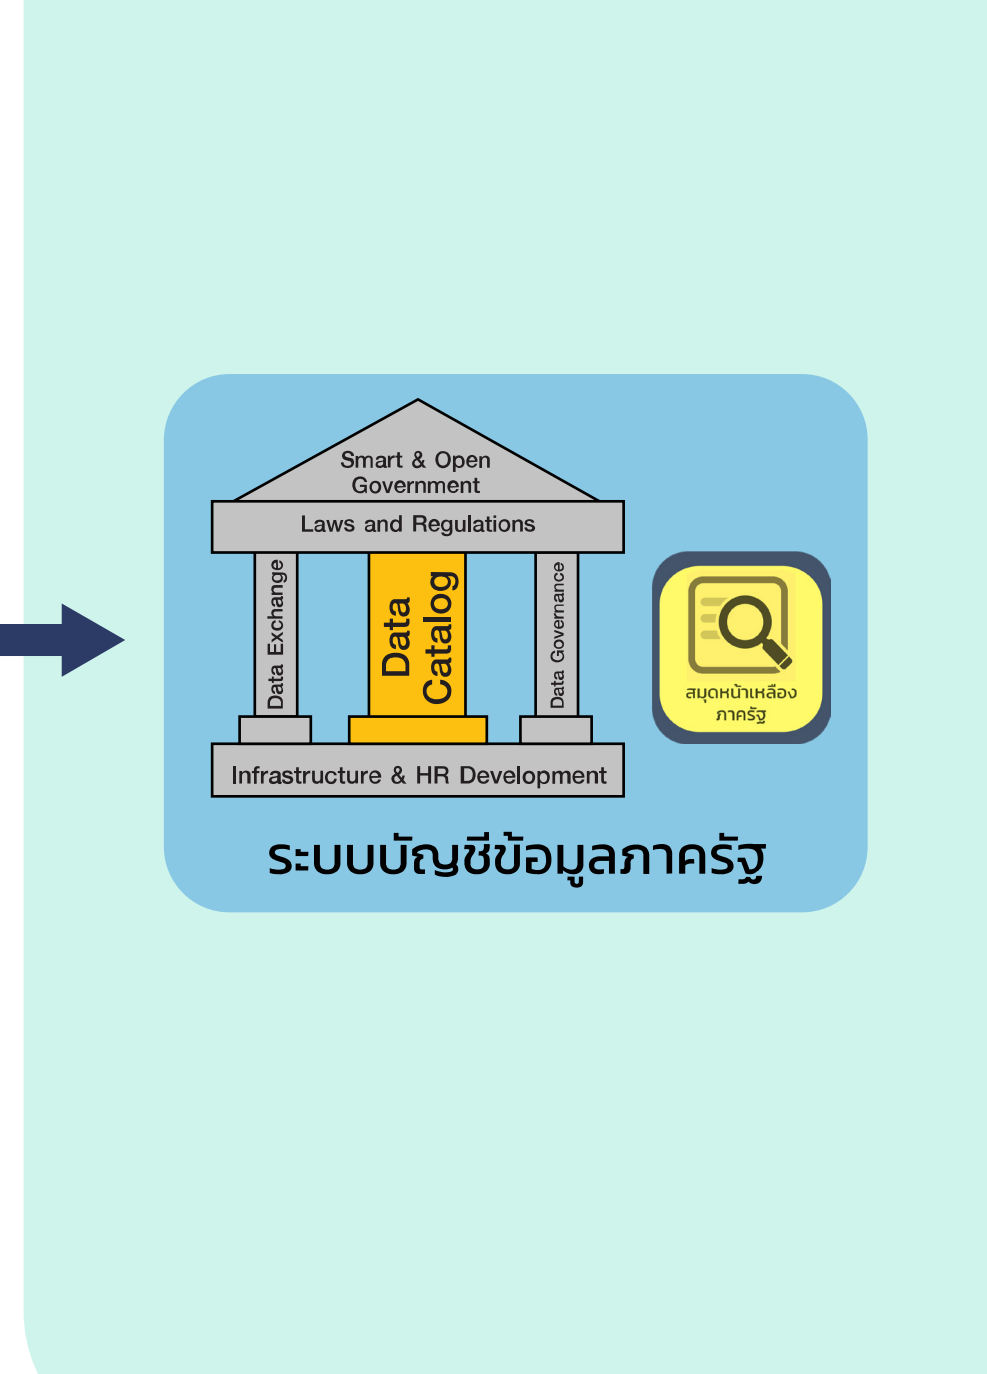 Smart & Open
Government
Laws and Regulations
Data Exchange
Data
Catalog
Data Governance
สมุดหน้าเหลือง
ภาครัฐ
Infrastructure & HR Development
ระบบบัญชีข้อมูลภาครัฐ